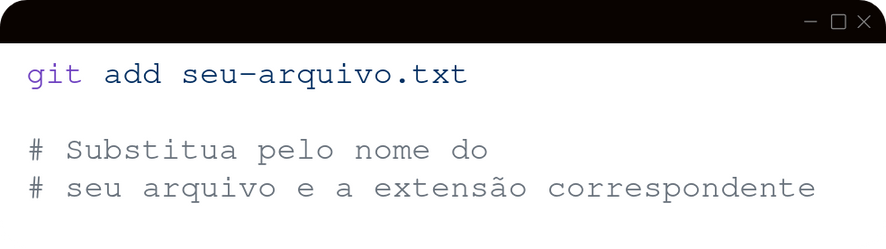 git add seu-arquivo.txt
# Substitua pelo nome do
# seu arquivo e a extensão correspondente